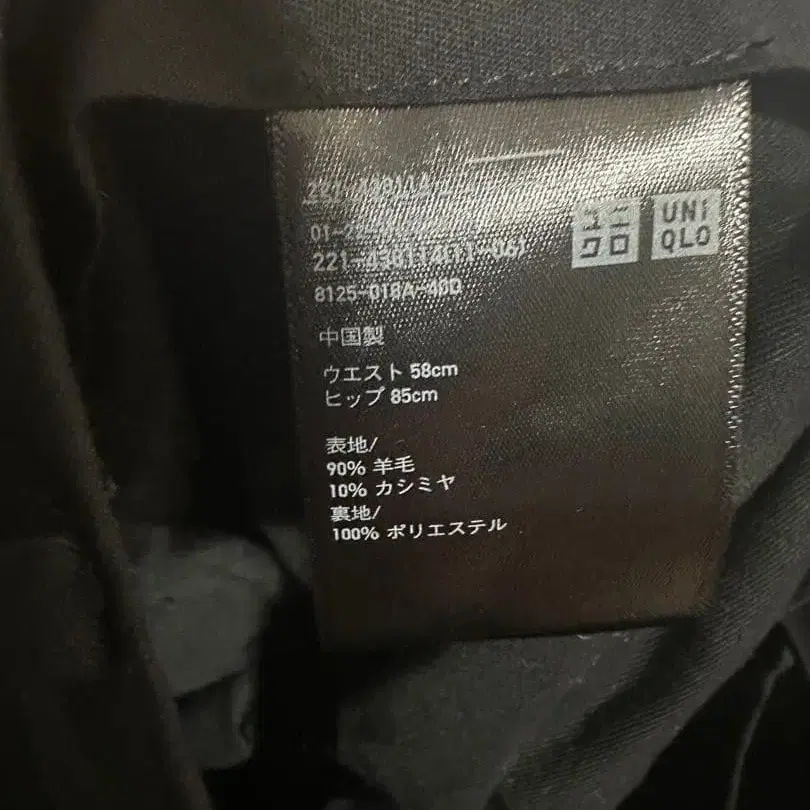 221-438114
ユニ UNI
クロ QLO
221-438114(11-06)
8125-018A-40D
中国製
ウエスト 58cm
ヒップ 85cm
表地/
90% 羊毛
10% カシミヤ
裏地/
100% ポリエステル